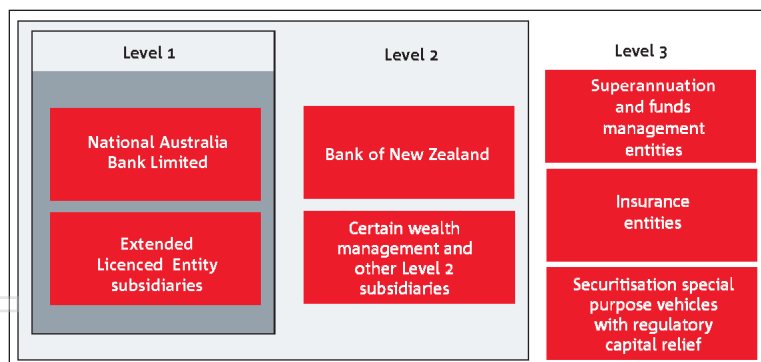 Level 1
National Australia
Bank Limited
Extended
Licenced Entity
subsidiaries
Level 2
Bank of New Zealand
Certain wealth
management and
other Level 2
subsidiaries
Level 3
Superannuation
and funds
management
entities
Insurance
entities
Securitisation special
purpose vehicles
with regulatory
capital relief